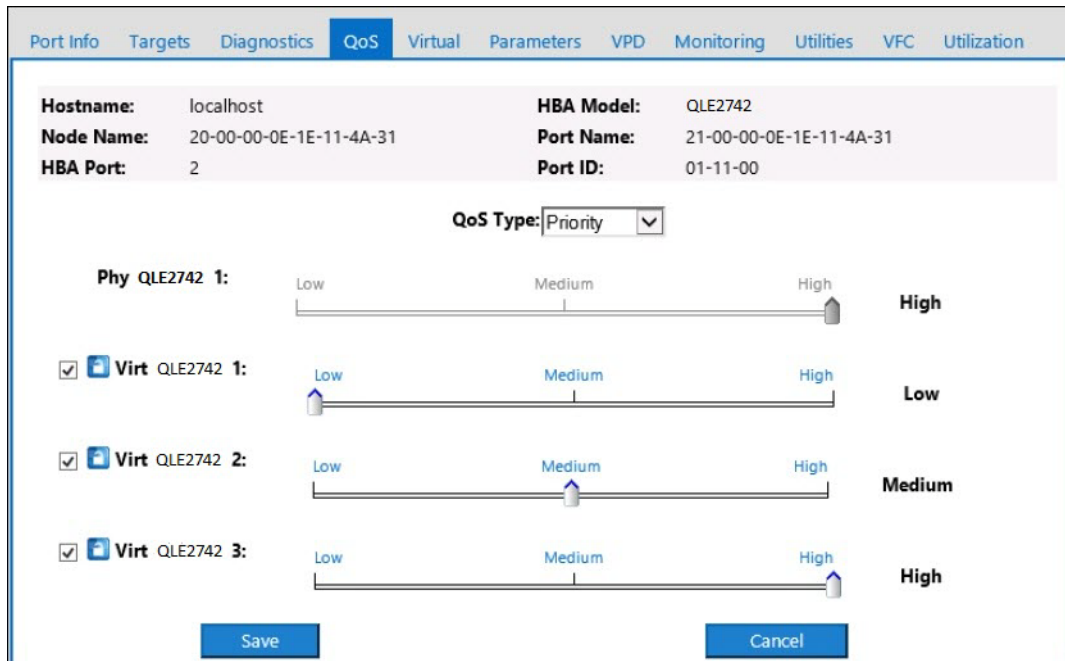 Port Info Targets Diagnostics QoS Virtual Parameters VPD Monitoring Utilities VFC Utilization
Hostname: localhost HBA Model: QLE2742
Node Name: 20-00-00-0E-1E-11-4A-31 Port Name: 21-00-00-0E-1E-11-4A-31
HBA Port: 2 Port ID: 01-11-00
QoS Type: Priority
Phy QLE2742 1: Low Medium High High
Virt QLE2742 1: Low Medium High Low
Virt QLE2742 2: Low Medium High Medium
Virt QLE2742 3: Low Medium High High
Save Cancel